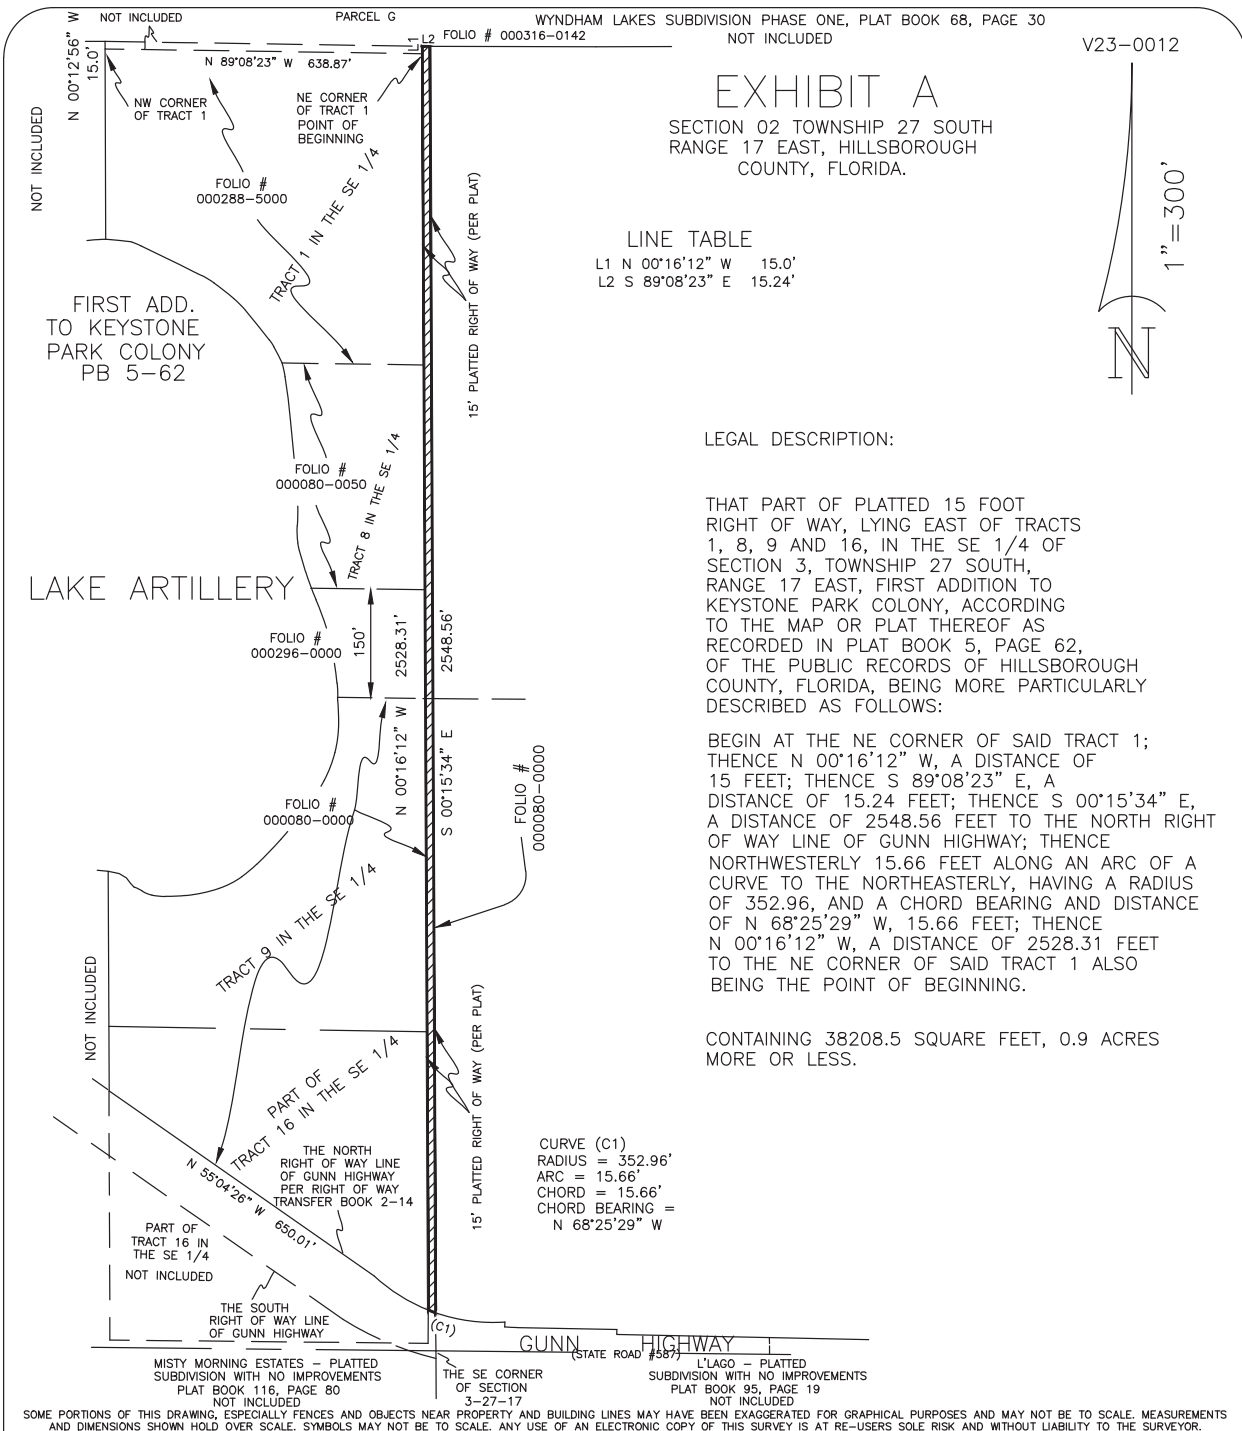 NOT INCLUDED
PARCEL G
WYNDHAM LAKES SUBDIVISION PHASE ONE, PLAT BOOK 68, PAGE 30
NOT INCLUDED
FOLIO # 000316-0142
L1
L2
V23-0012
N 00°12'56" W
15.0'
N 89°08'23" W 638.87'
NW CORNER
OF TRACT 1
NE CORNER
OF TRACT 1
POINT OF
BEGINNING
EXHIBIT A
SECTION 02 TOWNSHIP 27 SOUTH
RANGE 17 EAST, HILLSBOROUGH
COUNTY, FLORIDA.
NOT INCLUDED
FOLIO #
000288-5000
TRACT 1 IN THE SE 1/4
15' PLATTED RIGHT OF WAY (PER PLAT)
LINE TABLE
L1 N 00°16'12" W 15.0'
L2 S 89°08'23" E 15.24'
1"=300'
N
FIRST ADD.
TO KEYSTONE
PARK COLONY
PB 5-62
LEGAL DESCRIPTION:
FOLIO #
000080-0050
TRACT 8 IN THE SE 1/4
THAT PART OF PLATTED 15 FOOT
RIGHT OF WAY, LYING EAST OF TRACTS
1, 8, 9 AND 16, IN THE SE 1/4 OF
SECTION 3, TOWNSHIP 27 SOUTH,
RANGE 17 EAST, FIRST ADDITION TO
KEYSTONE PARK COLONY, ACCORDING
TO THE MAP OR PLAT THEREOF AS
RECORDED IN PLAT BOOK 5, PAGE 62,
OF THE PUBLIC RECORDS OF HILLSBOROUGH
COUNTY, FLORIDA, BEING MORE PARTICULARLY
DESCRIBED AS FOLLOWS:
LAKE ARTILLERY
FOLIO #
000296-0000
150'
2528.31'
2548.56'
N 00°16'12" W
S 00°15'34" E
FOLIO #
000080-0000
FOLIO #
000080-0000
BEGIN AT THE NE CORNER OF SAID TRACT 1;
THENCE N 00°16'12" W, A DISTANCE OF
15 FEET; THENCE S 89°08'23" E, A
DISTANCE OF 15.24 FEET; THENCE S 00°15'34" E,
A DISTANCE OF 2548.56 FEET TO THE NORTH RIGHT
OF WAY LINE OF GUNN HIGHWAY; THENCE
NORTHWESTERLY 15.66 FEET ALONG AN ARC OF A
CURVE TO THE NORTHEASTERLY, HAVING A RADIUS
OF 352.96, AND A CHORD BEARING AND DISTANCE
OF N 68°25'29" W, 15.66 FEET; THENCE
N 00°16'12" W, A DISTANCE OF 2528.31 FEET
TO THE NE CORNER OF SAID TRACT 1 ALSO
BEING THE POINT OF BEGINNING.
TRACT 9 IN THE SE 1/4
NOT INCLUDED
15' PLATTED RIGHT OF WAY (PER PLAT)
CONTAINING 38208.5 SQUARE FEET, 0.9 ACRES
MORE OR LESS.
PART OF
TRACT 16 IN THE SE 1/4
THE NORTH
RIGHT OF WAY LINE
OF GUNN HIGHWAY
PER RIGHT OF WAY
TRANSFER BOOK 2-14
N 55°04'26" W 650.01'
CURVE (C1)
RADIUS = 352.96'
ARC = 15.66'
CHORD = 15.66'
CHORD BEARING =
N 68°25'29" W
PART OF
TRACT 16 IN
THE SE 1/4
NOT INCLUDED
THE SOUTH
RIGHT OF WAY LINE
OF GUNN HIGHWAY
(C1)
GUNN HIGHWAY
(STATE ROAD #587)
MISTY MORNING ESTATES - PLATTED
SUBDIVISION WITH NO IMPROVEMENTS
PLAT BOOK 116, PAGE 80
NOT INCLUDED
THE SE CORNER
OF SECTION
3-27-17
L'LAGO - PLATTED
SUBDIVISION WITH NO IMPROVEMENTS
PLAT BOOK 95, PAGE 19
NOT INCLUDED
SOME PORTIONS OF THIS DRAWING, ESPECIALLY FENCES AND OBJECTS NEAR PROPERTY AND BUILDING LINES MAY HAVE BEEN EXAGGERATED FOR GRAPHICAL PURPOSES AND MAY NOT BE TO SCALE. MEASUREMENTS
AND DIMENSIONS SHOWN HOLD OVER SCALE. SYMBOLS MAY NOT BE TO SCALE. ANY USE OF AN ELECTRONIC COPY OF THIS SURVEY IS AT RE-USERS SOLE RISK AND WITHOUT LIABILITY TO THE SURVEYOR.